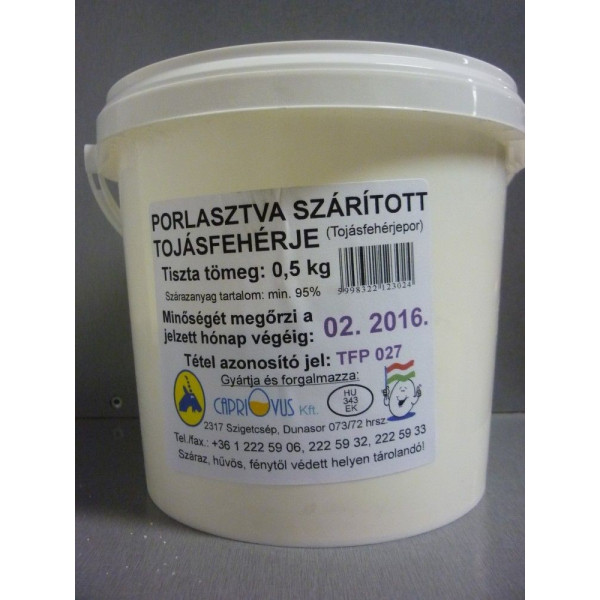 PORLASZTVA SZÁRÍTOTT
TOJÁSFEHÉRJE (Tojásfehérjepor)
Tiszta tömeg: 0,5 kg
Szárazanyag tartalom: min. 95%
5998322123024
Minőségét megőrzi a
jelzett hónap végéig: 02. 2016.
Tétel azonosító jel: TFP 027
Gyártja és forgalmazza:
CAPRIOVUS Kft.
HU
343
EK
2317 Szigetcsép, Dunasor 073/72 hrsz.
Tel./fax.: +36 1 222 59 06, 222 59 32, 222 59 33
Száraz, hűvös, fénytől védett helyen tárolandó!